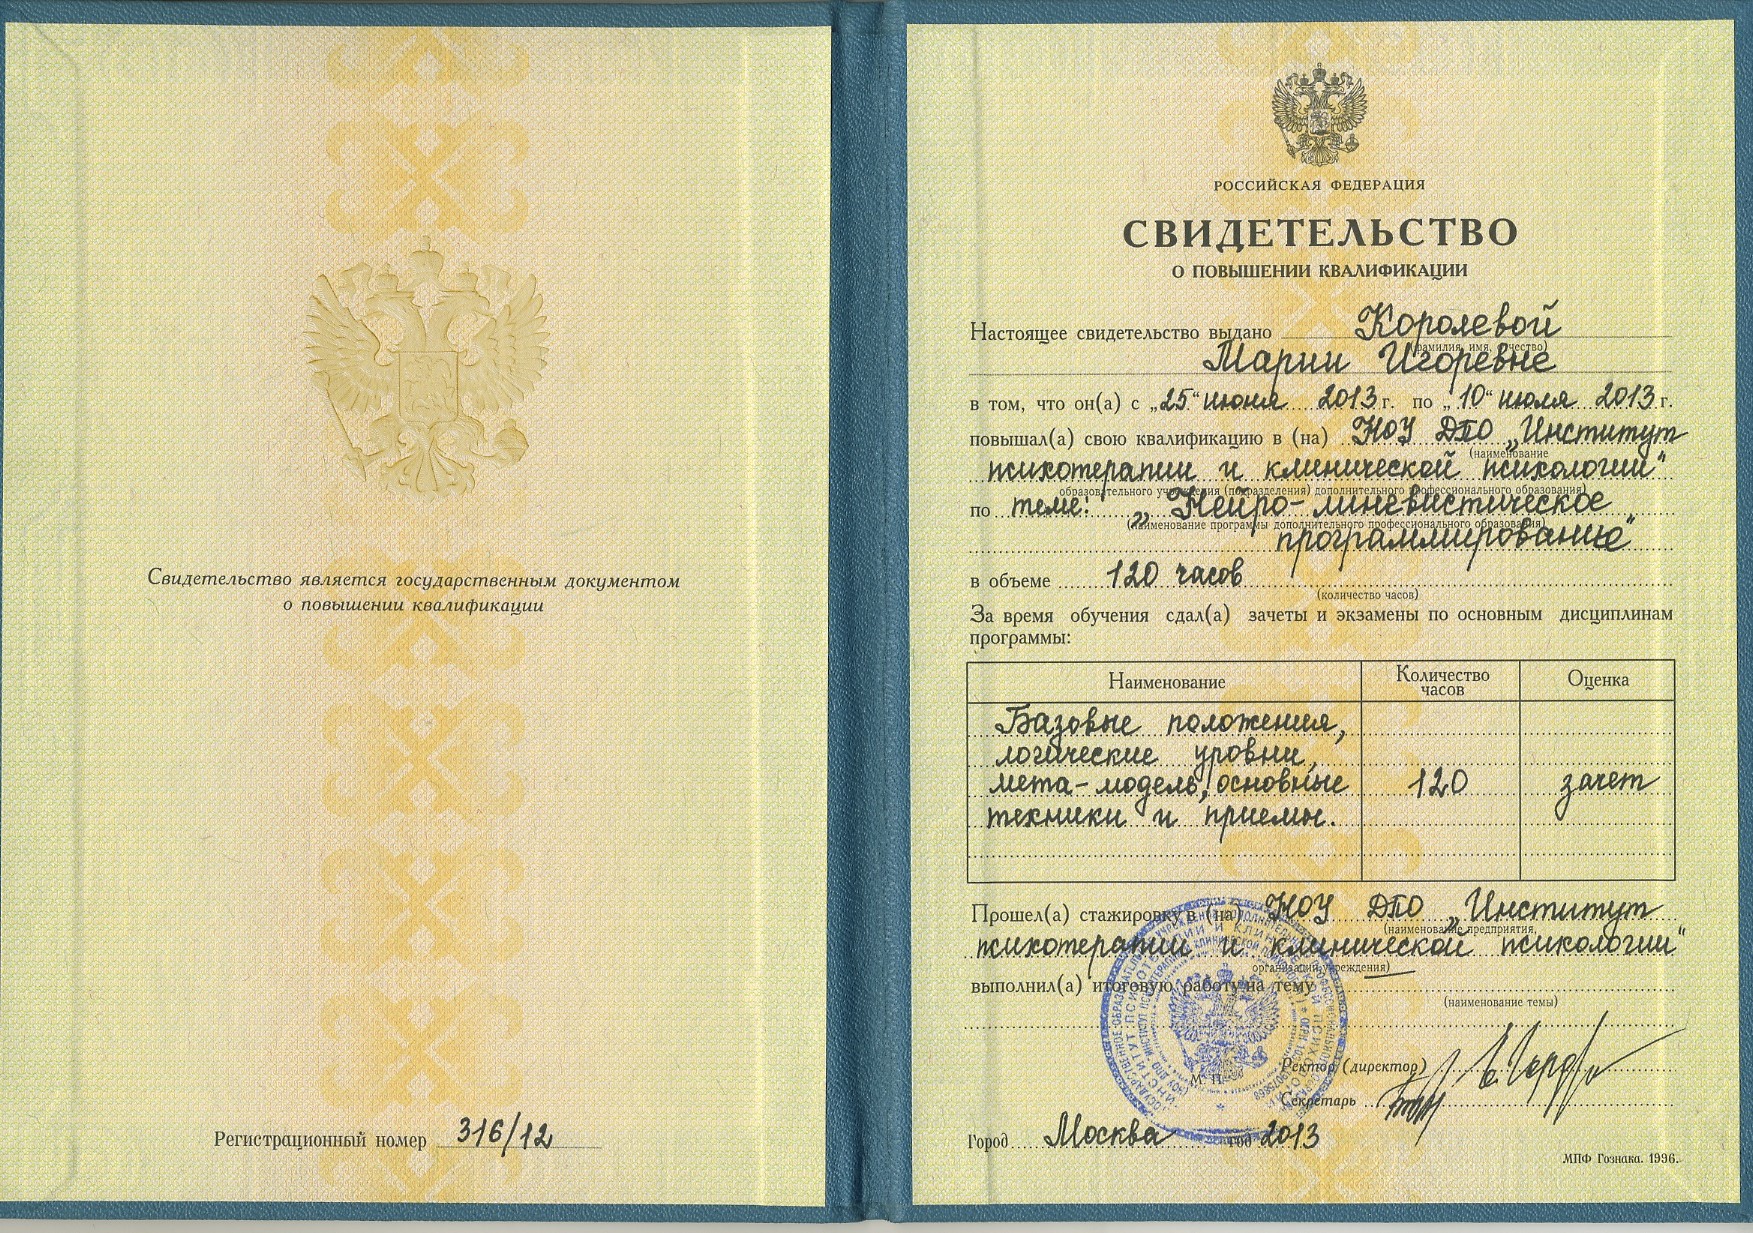 Свидетельство является государственным документом
о повышении квалификации
Регистрационный номер 316/12
РОССИЙСКАЯ ФЕДЕРАЦИЯ
СВИДЕТЕЛЬСТВО
О ПОВЫШЕНИИ КВАЛИФИКАЦИИ
Настоящее свидетельство выдано Королевой
(фамилия, имя, отчество)
Марии Игоревне
в том, что он(а) с „25“ июня 2013 г. по „10“ июля 2013 г.
повышал(а) свою квалификацию в (на) НОУ ДПО „Институт
(наименование
психотерапии и клинической психологии“
образовательного учреждения (подразделения) дополнительного профессионального образования)
по теме: „Нейро-лингвистическое
(наименование программы дополнительного профессионального образования)
программирование“
в объеме 120 часов
(количество часов)
За время обучения сдал(а) зачеты и экзамены по основным дисциплинам
программы:
Наименование Количество часов Оценка
Базовые положения,
логические уровни,
мета-модель, основные 120 зачет
техники и приемы.
Прошел(а) стажировку в (на) НОУ ДПО „Институт
(наименование предприятия,
психотерапии и клинической психологии“
организации, учреждения)
выполнил(а) итоговую работу на тему —
(наименование темы)
Ректор (директор)
М. П.
Секретарь
Город Москва год 2013
МПФ Гознака. 1996.